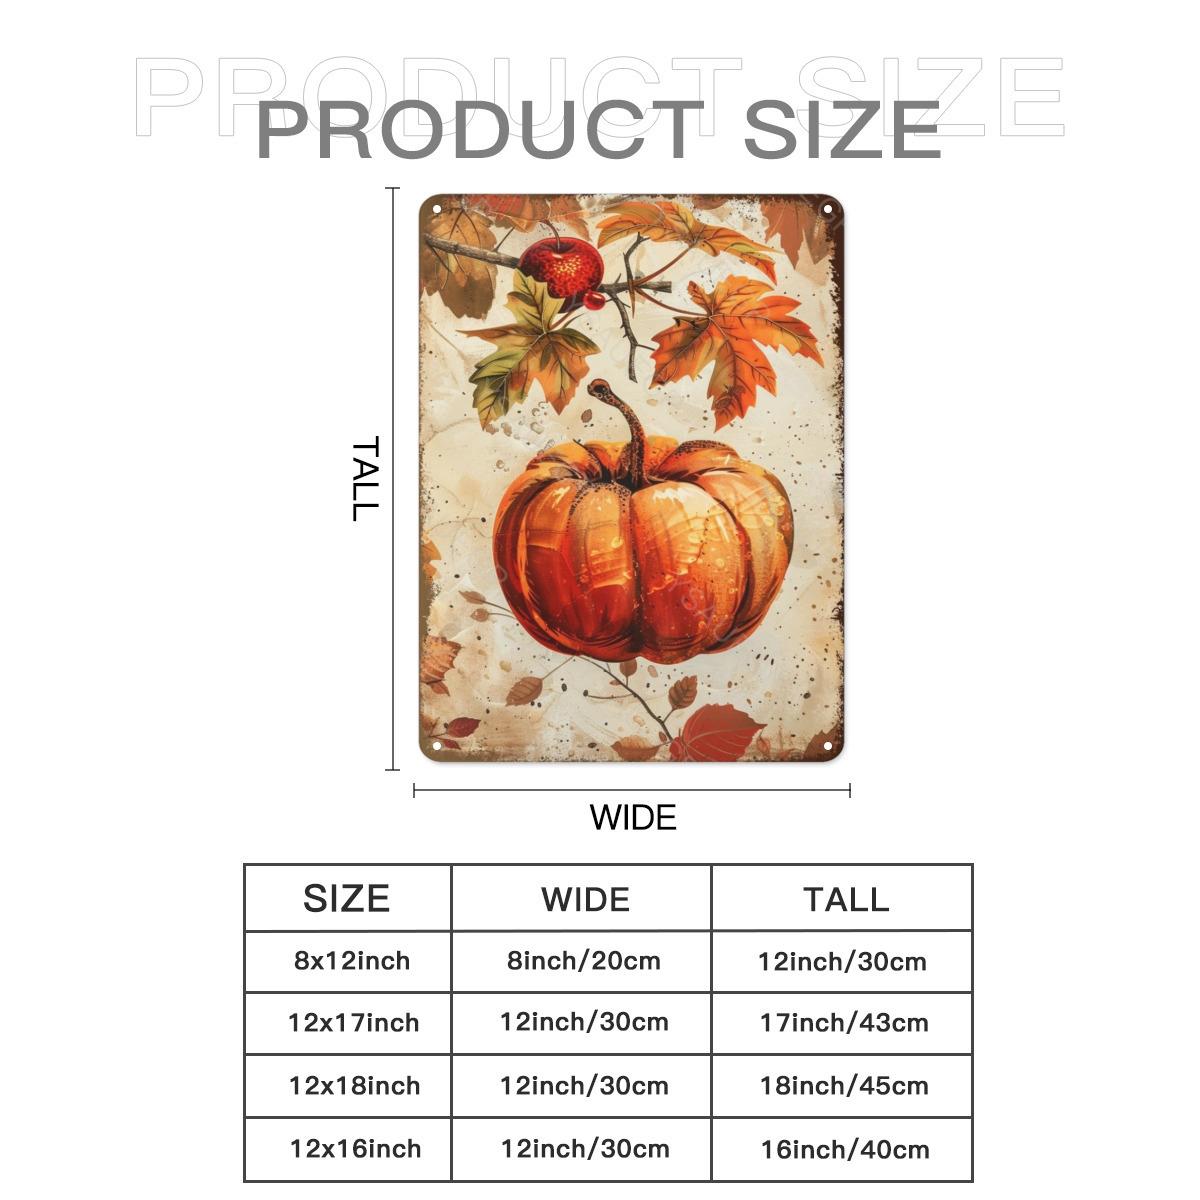 PRODUCT SIZE
PRODUCT SIZE
TALL
WIDE
SIZE WIDE TALL
8x12inch 8inch/20cm 12inch/30cm
12x17inch 12inch/30cm 17inch/43cm
12x18inch 12inch/30cm 18inch/45cm
12x16inch 12inch/30cm 16inch/40cm